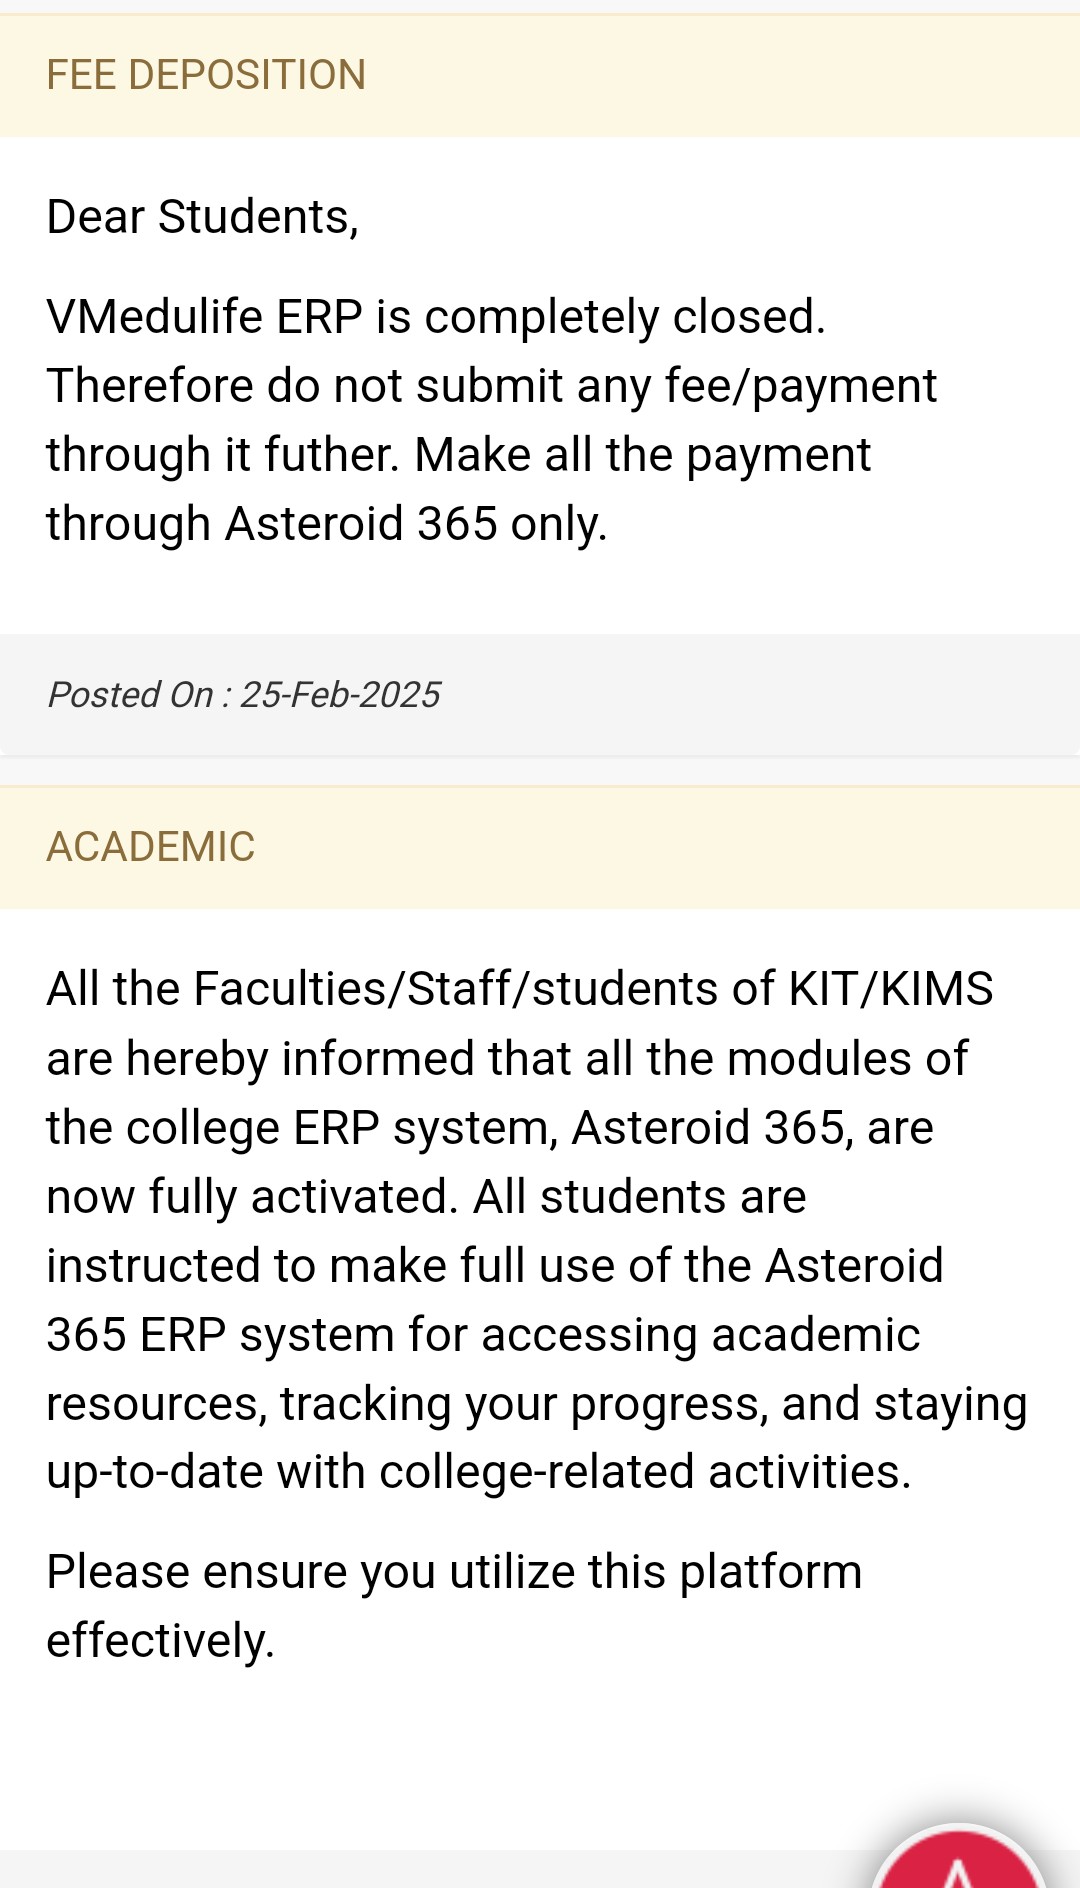 FEE DEPOSITION
Dear Students,
VMedulife ERP is completely closed.
Therefore do not submit any fee/payment
through it futher. Make all the payment
through Asteroid 365 only.
Posted On : 25-Feb-2025
ACADEMIC
All the Faculties/Staff/students of KIT/KIMS
are hereby informed that all the modules of
the college ERP system, Asteroid 365, are
now fully activated. All students are
instructed to make full use of the Asteroid
365 ERP system for accessing academic
resources, tracking your progress, and staying
up-to-date with college-related activities.
Please ensure you utilize this platform
effectively.